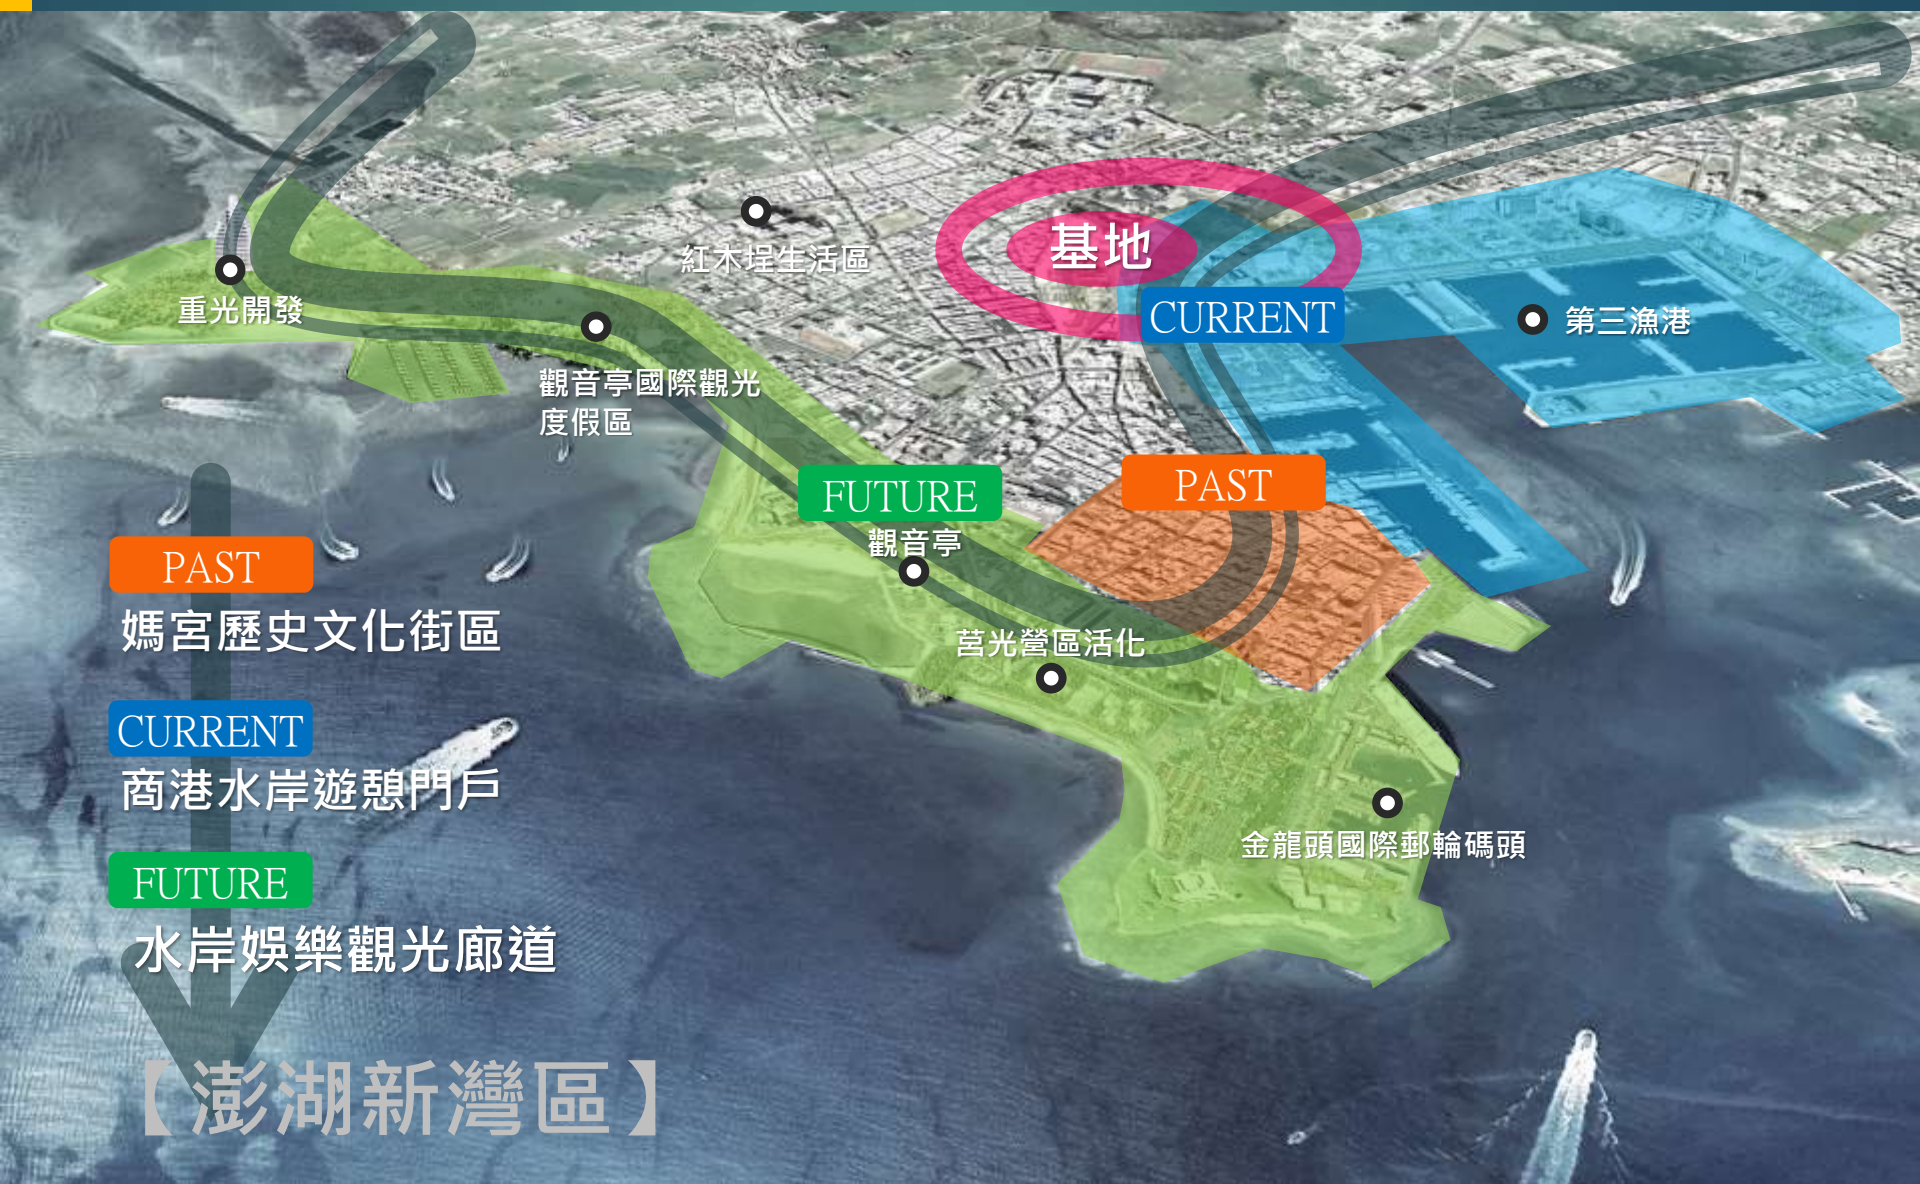 基地
紅木埕生活區
重光開發
CURRENT
第三漁港
觀音亭國際觀光
度假區
FUTURE
PAST
觀音亭
莒光營區活化
金龍頭國際郵輪碼頭
PAST
媽宮歷史文化街區
CURRENT
商港水岸遊憩門戶
FUTURE
水岸娛樂觀光廊道
【澎湖新灣區】